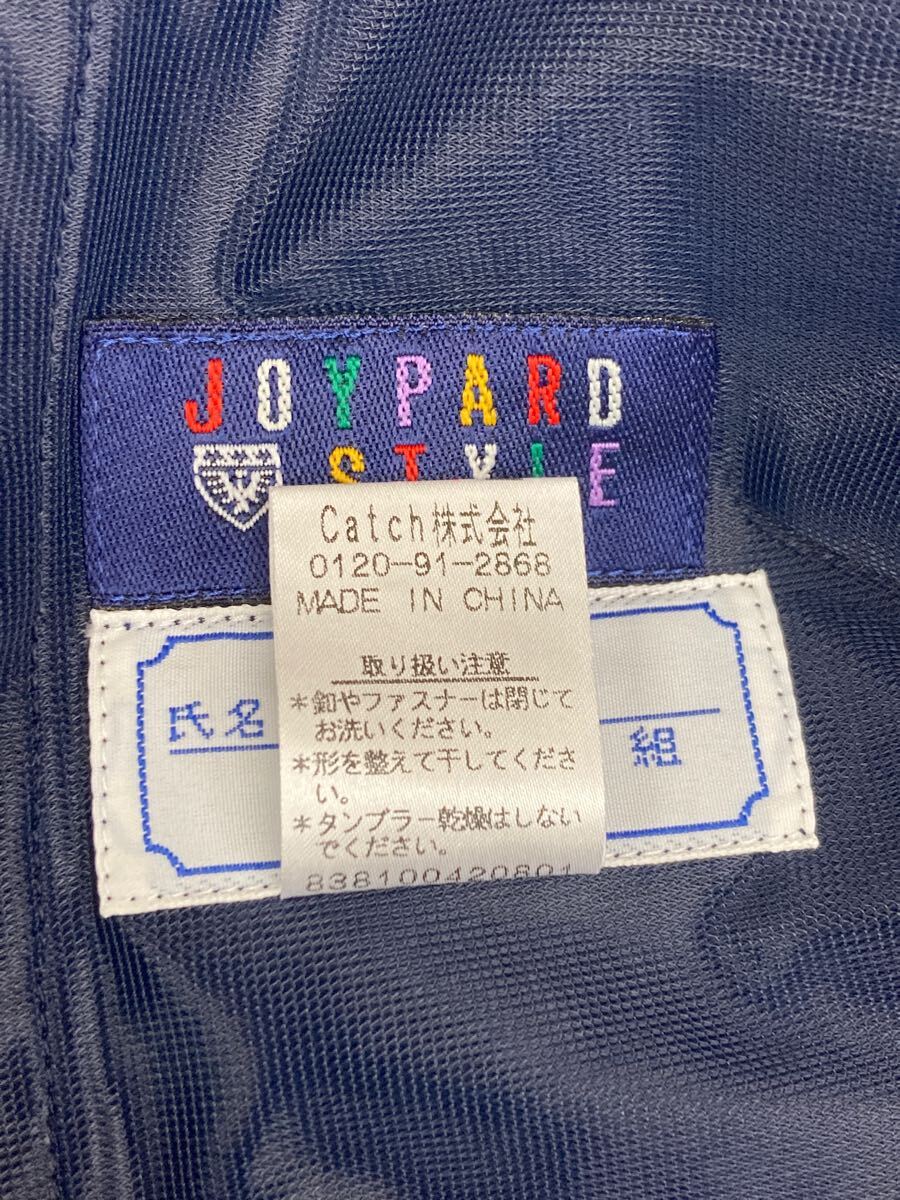 JOYPARD
STYLE
Catch株式会社
0120-91-2868
MADE IN CHINA
取り扱い注意
*釦やファスナーは閉じて
お洗いください。
*形を整えて干してくださ
い。
*タンブラー乾燥はしない
でください。
838100420801
氏名
組